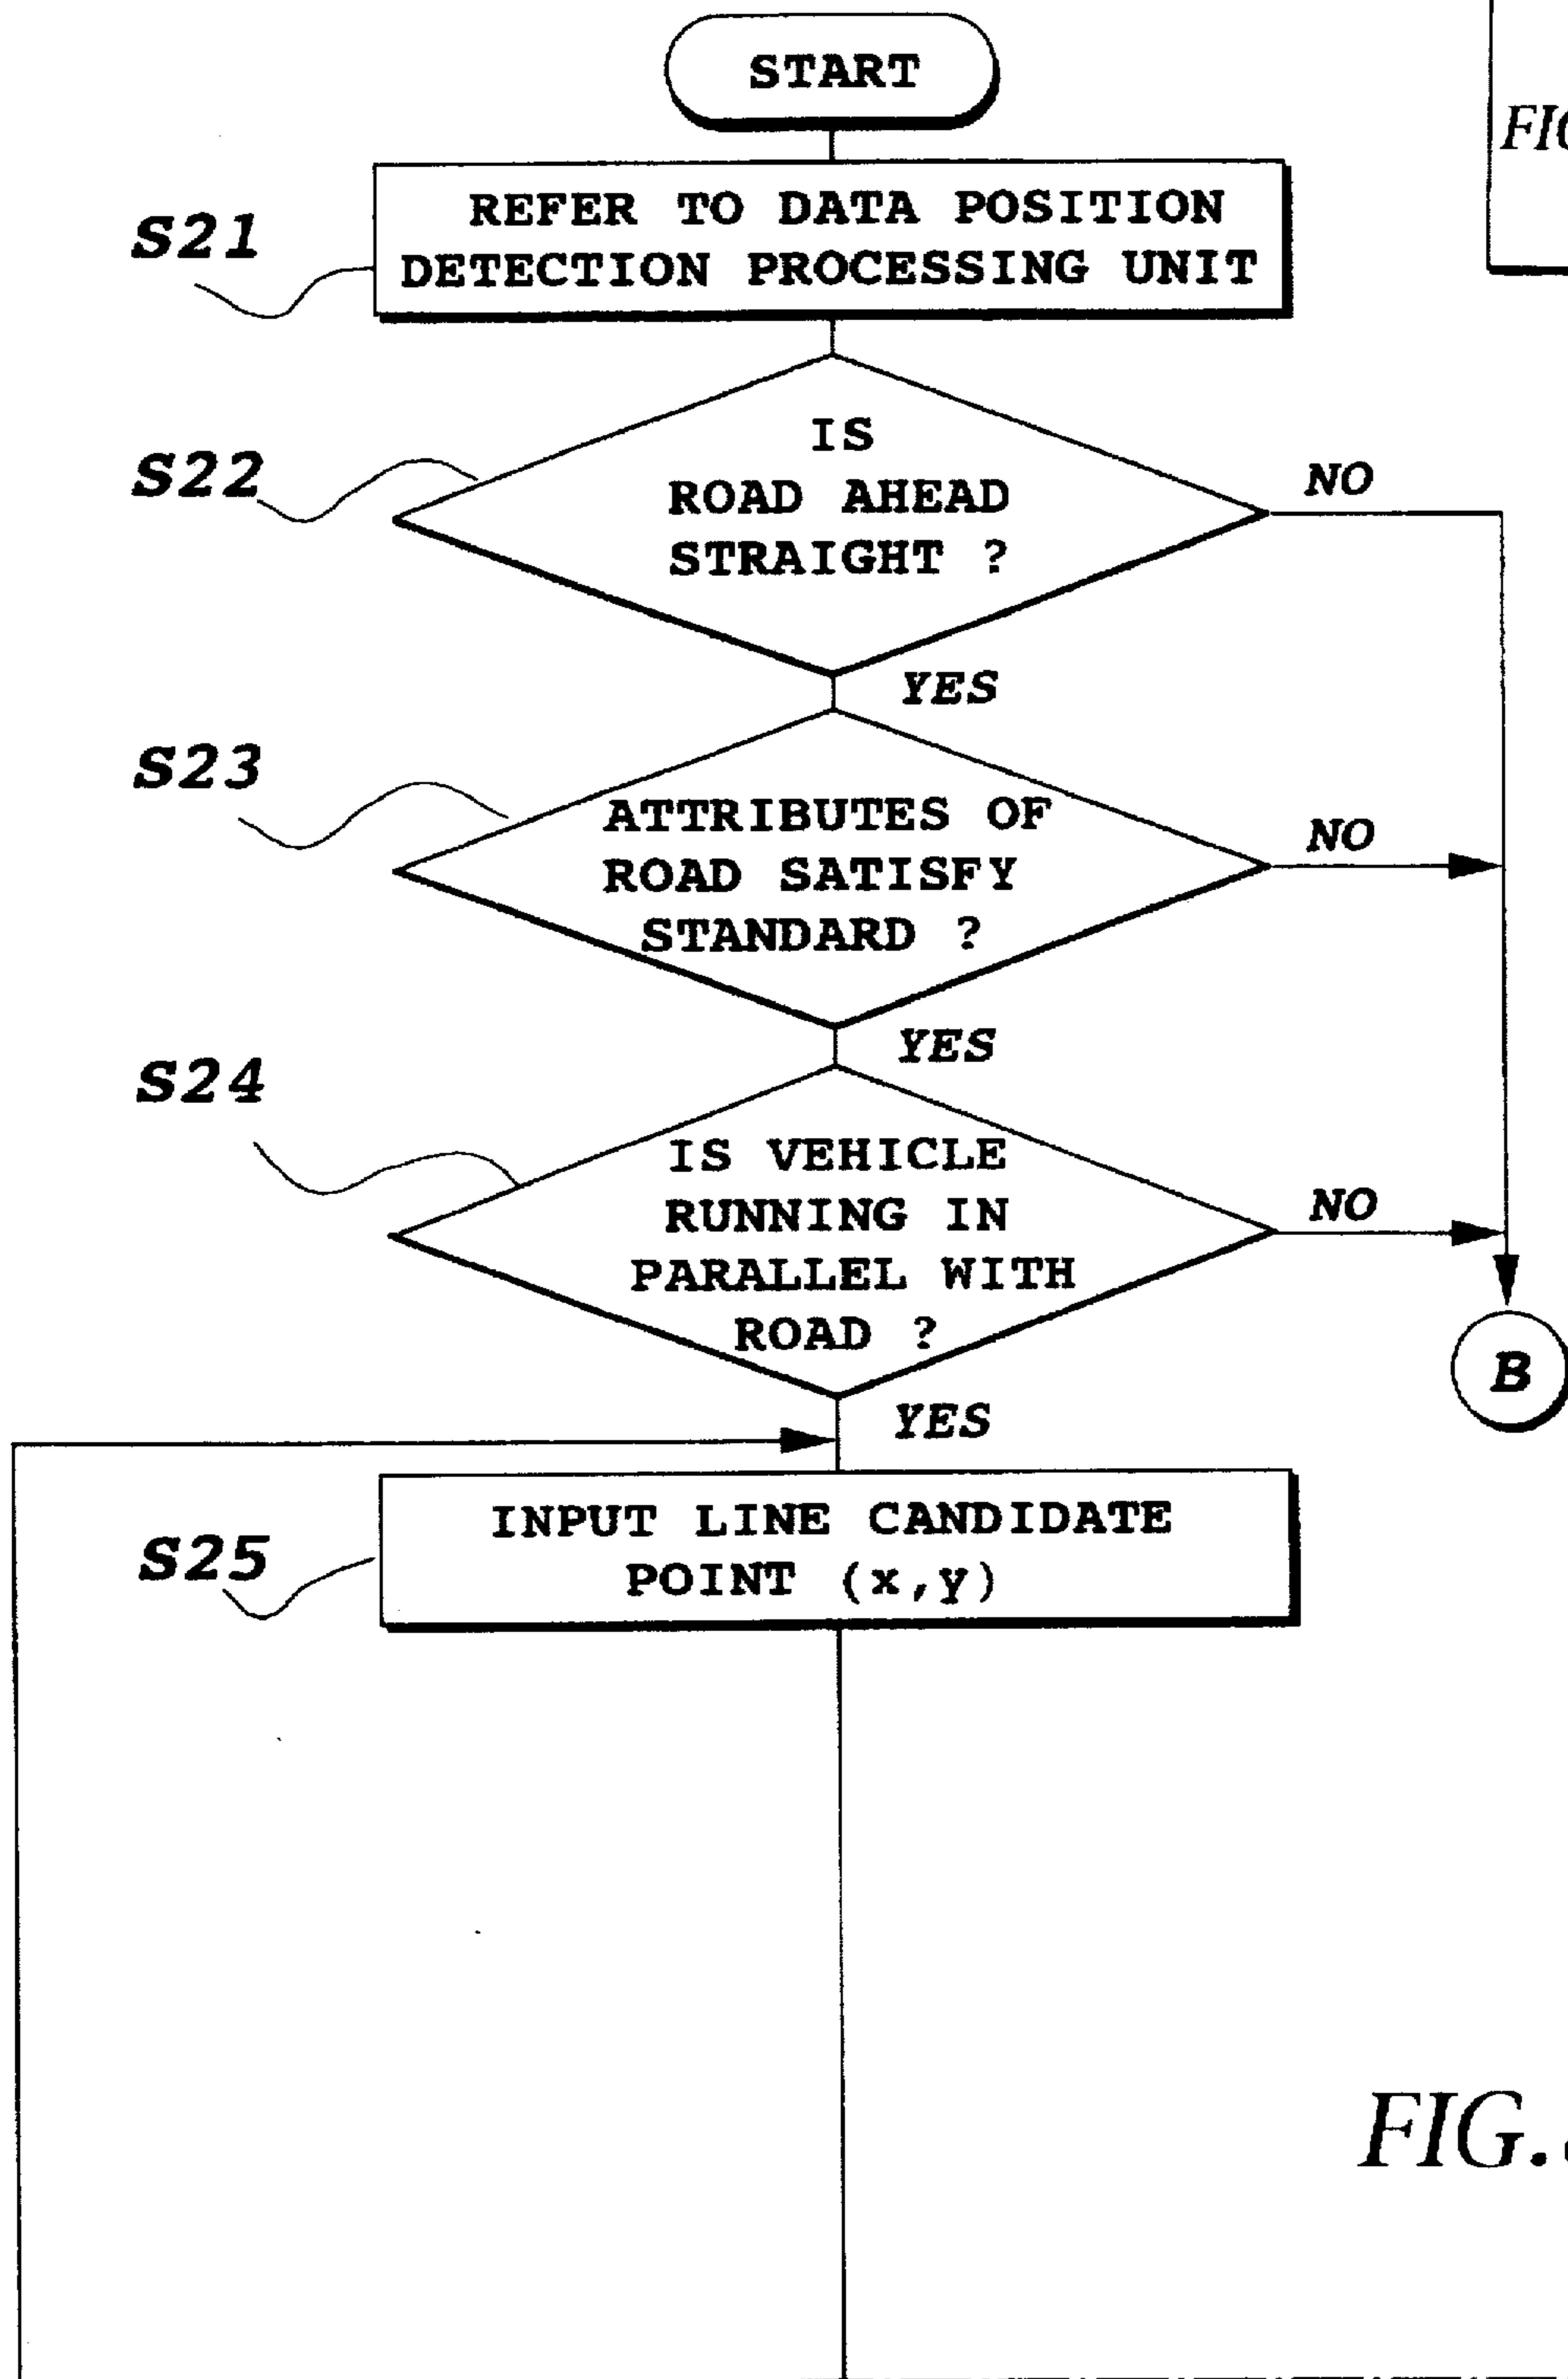 START
FIG
S21
REFER TO DATA POSITION
DETECTION PROCESSING UNIT
S22
IS
ROAD AHEAD
STRAIGHT ?
NO
YES
S23
ATTRIBUTES OF
ROAD SATISFY
STANDARD ?
NO
YES
S24
IS VEHICLE
RUNNING IN
PARALLEL WITH
ROAD ?
NO
B
YES
S25
INPUT LINE CANDIDATE
POINT (x,y)
FIG.